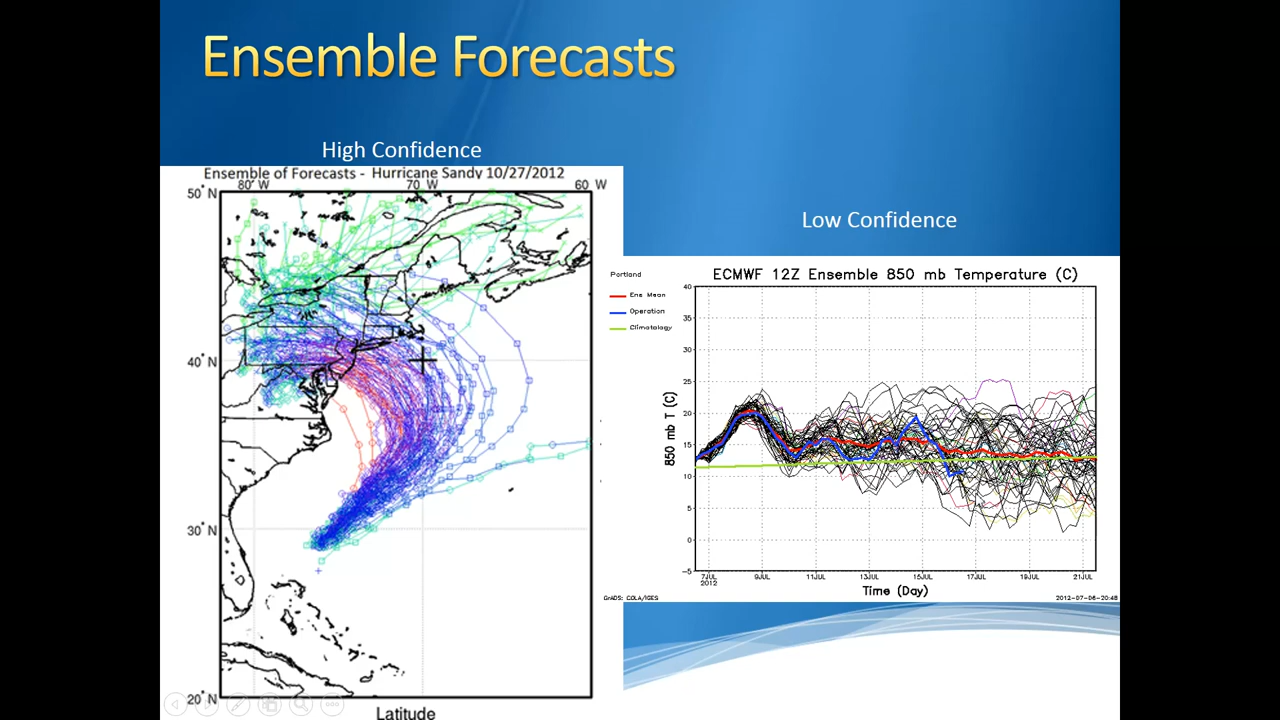 Ensemble Forecasts
High Confidence
Ensemble of Forecasts - Hurricane Sandy 10/27/2012
80° W 70° W 60 W
50° N
40° N
30° N
20° N
Latitude
Low Confidence
Portland
ECMWF 12Z Ensemble 850 mb Temperature (C)
Ens Mean
Operation
Climatology
850 mb T (C)
40
35
30
25
20
15
10
5
0
-5
7JUL 9JUL 11JUL 13JUL 15JUL 17JUL 19JUL 21JUL
2012
Time (Day)
GrADS: COLA/IGES 2012-07-06-20:48